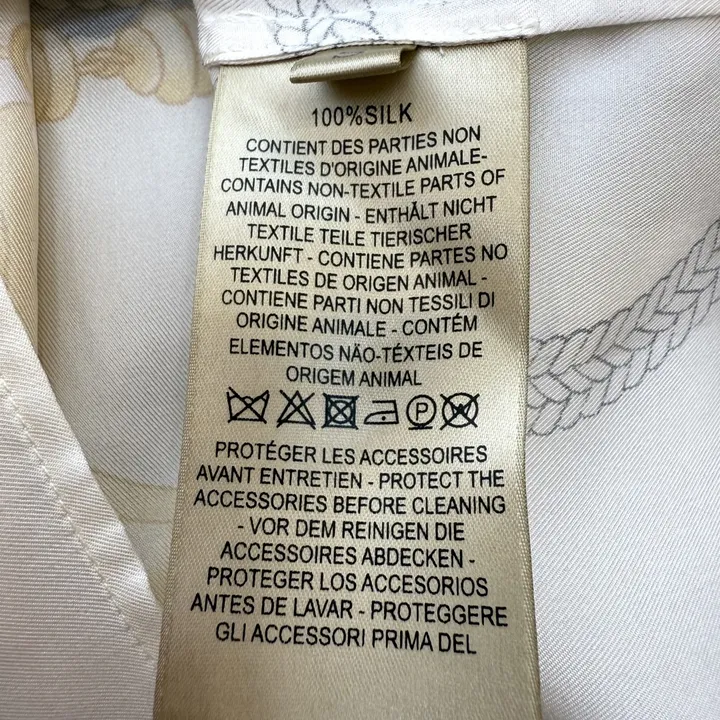 100%SILK
CONTIENT DES PARTIES NON
TEXTILES D'ORIGINE ANIMALE-
CONTAINS NON-TEXTILE PARTS OF
ANIMAL ORIGIN - ENTHÄLT NICHT
TEXTILE TEILE TIERISCHER
HERKUNFT - CONTIENE PARTES NO
TEXTILES DE ORIGEN ANIMAL -
CONTIENE PARTI NON TESSILI DI
ORIGINE ANIMALE - CONTÉM
ELEMENTOS NÃO-TÉXTEIS DE
ORIGEM ANIMAL
P W
PROTÉGER LES ACCESSOIRES
AVANT ENTRETIEN - PROTECT THE
ACCESSORIES BEFORE CLEANING
- VOR DEM REINIGEN DIE
ACCESSOIRES ABDECKEN -
PROTEGER LOS ACCESORIOS
ANTES DE LAVAR - PROTEGGERE
GLI ACCESSORI PRIMA DEL